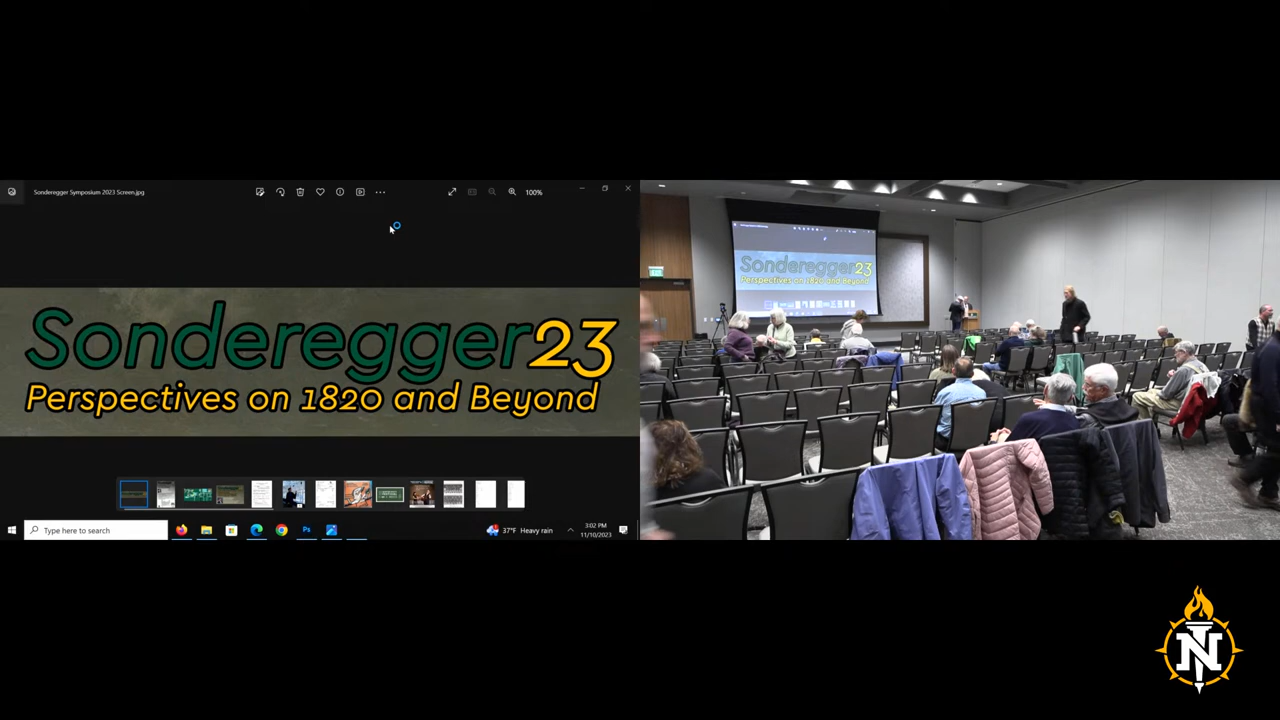 Sonderegger Symposium 2023 Screen.jpg
100%
Sonderegger23
Perspectives on 1820 and Beyond
Type here to search
Ps
37°F Heavy rain
3:02 PM
11/10/2023
Sonderegger23
Perspectives on 1820 and Beyond
N